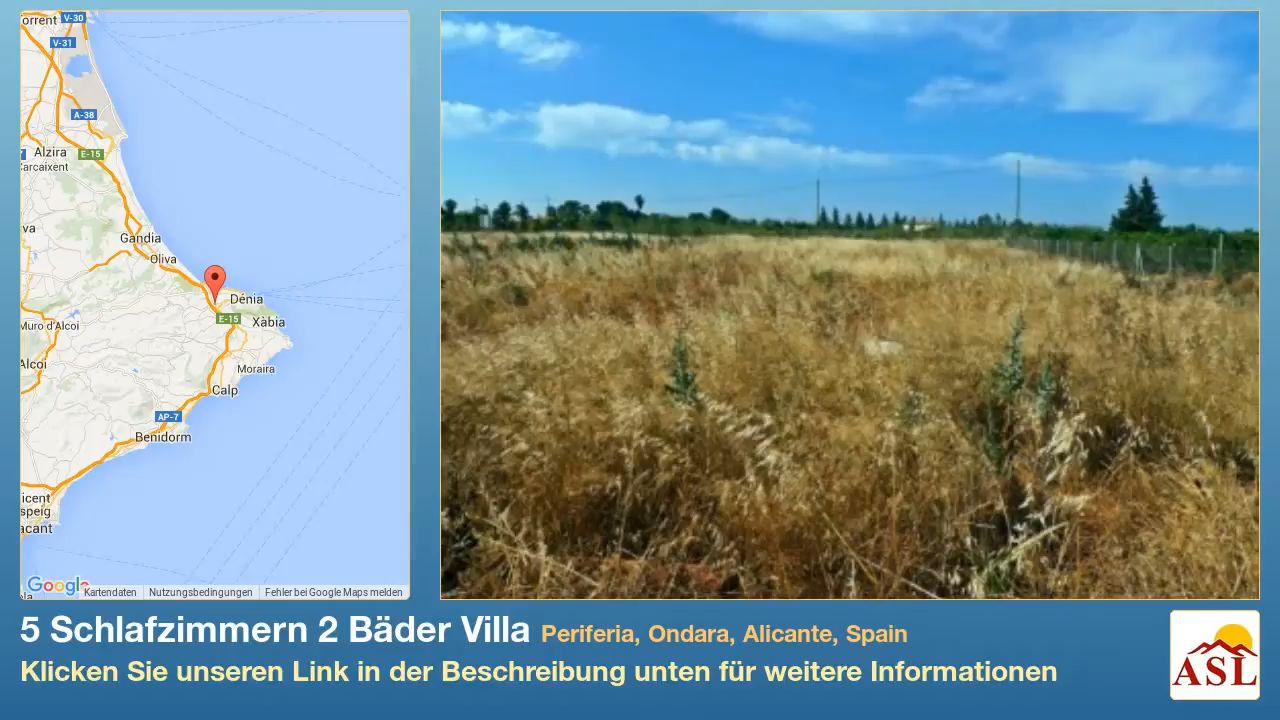 orrent
V-30
V-31
A-38
Alzira
E-15
Carcaixent
va
Gandia
Oliva
Dénia
E-15
Xàbia
Muro d'Alcoi
Alcoi
Moraira
Calp
AP-7
Benidorm
icent
speig
acant
Google
Kartendaten
Nutzungsbedingungen
Fehler bei Google Maps melden
5 Schlafzimmern 2 Bäder Villa Periferia, Ondara, Alicante, Spain
Klicken Sie unseren Link in der Beschreibung unten für weitere Informationen
ASL